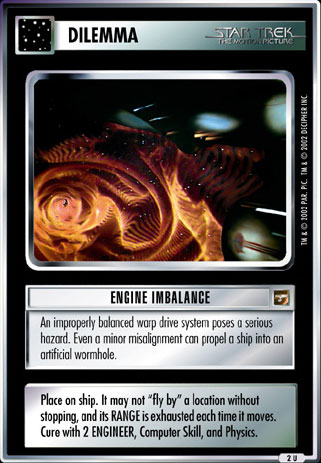 DILEMMA
STAR TREK
THE MOTION PICTURE
TM & © 2002 PAR. P.C. TM & © 2002 DECIPHER INC.
ENGINE IMBALANCE
An improperly balanced warp drive system poses a serious
hazard. Even a minor misalignment can propel a ship into an
artificial wormhole.
Place on ship. It may not "fly by" a location without
stopping, and its RANGE is exhausted each time it moves.
Cure with 2 ENGINEER, Computer Skill, and Physics.
2 U